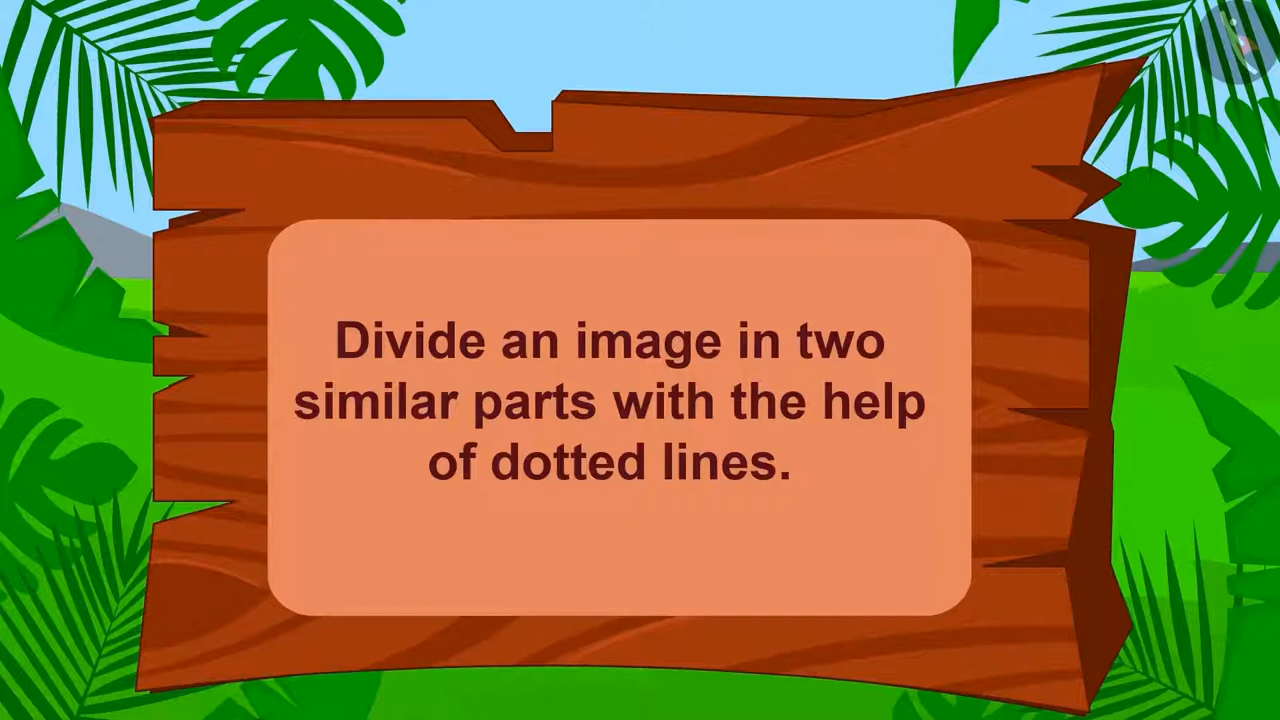 Divide an image in two
similar parts with the help
of dotted lines.